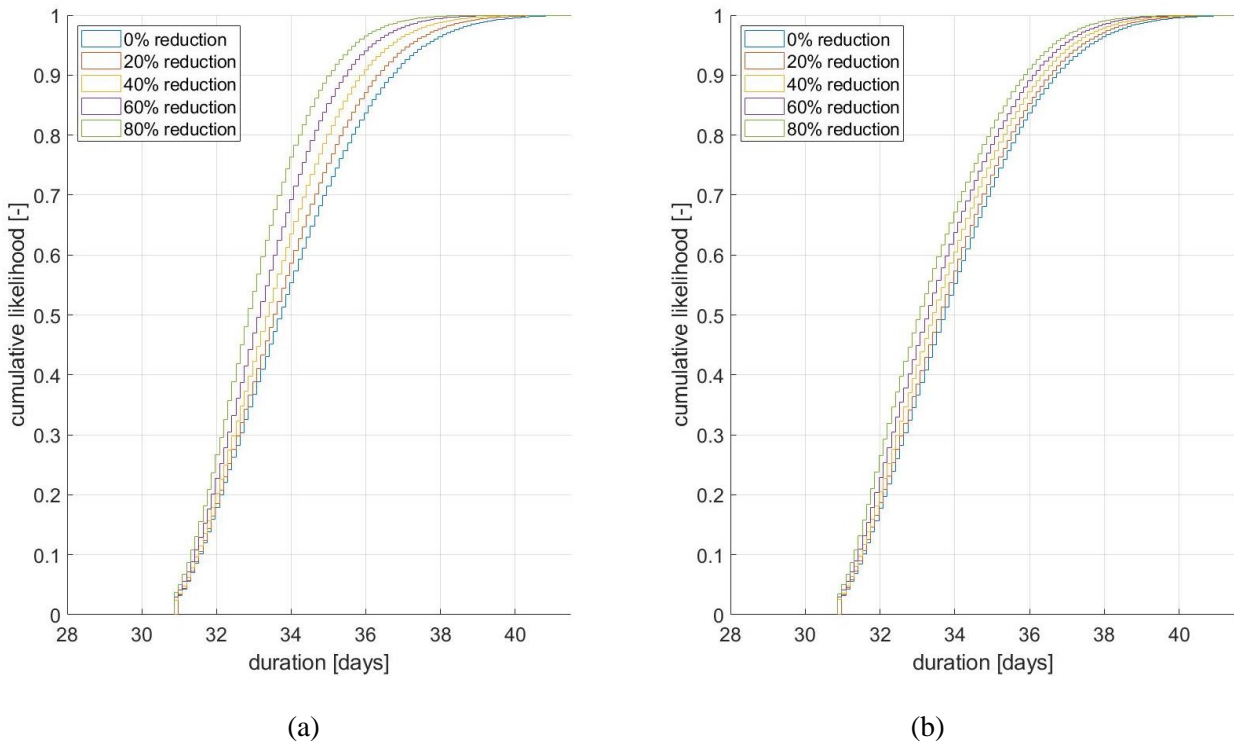 1
0.9
0.8
0.7
0.6
0.5
0.4
0.3
0.2
0.1
0
cumulative likelihood [-]
0% reduction
20% reduction
40% reduction
60% reduction
80% reduction
28 30 32 34 36 38 40
duration [days]
(a)
1
0.9
0.8
0.7
0.6
0.5
0.4
0.3
0.2
0.1
0
cumulative likelihood [-]
0% reduction
20% reduction
40% reduction
60% reduction
80% reduction
28 30 32 34 36 38 40
duration [days]
(b)